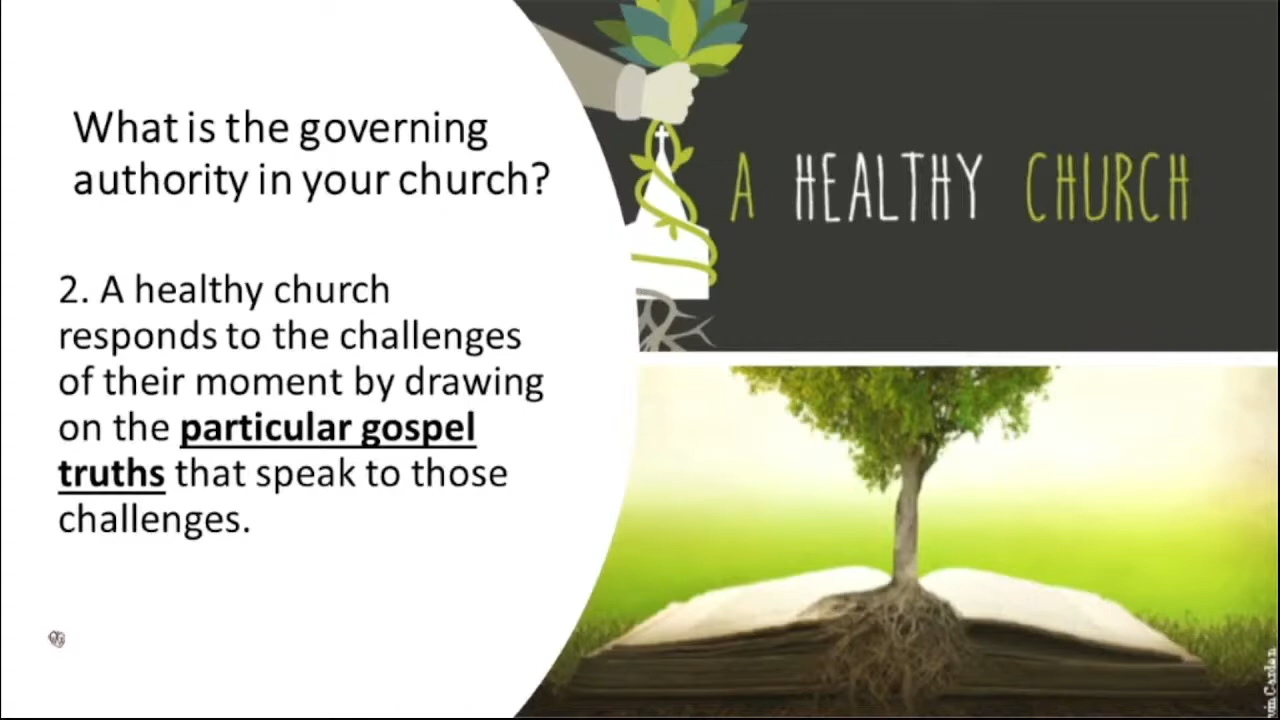 What is the governing
authority in your church?
2. A healthy church
responds to the challenges
of their moment by drawing
on the particular gospel
truths that speak to those
challenges.
A HEALTHY CHURCH